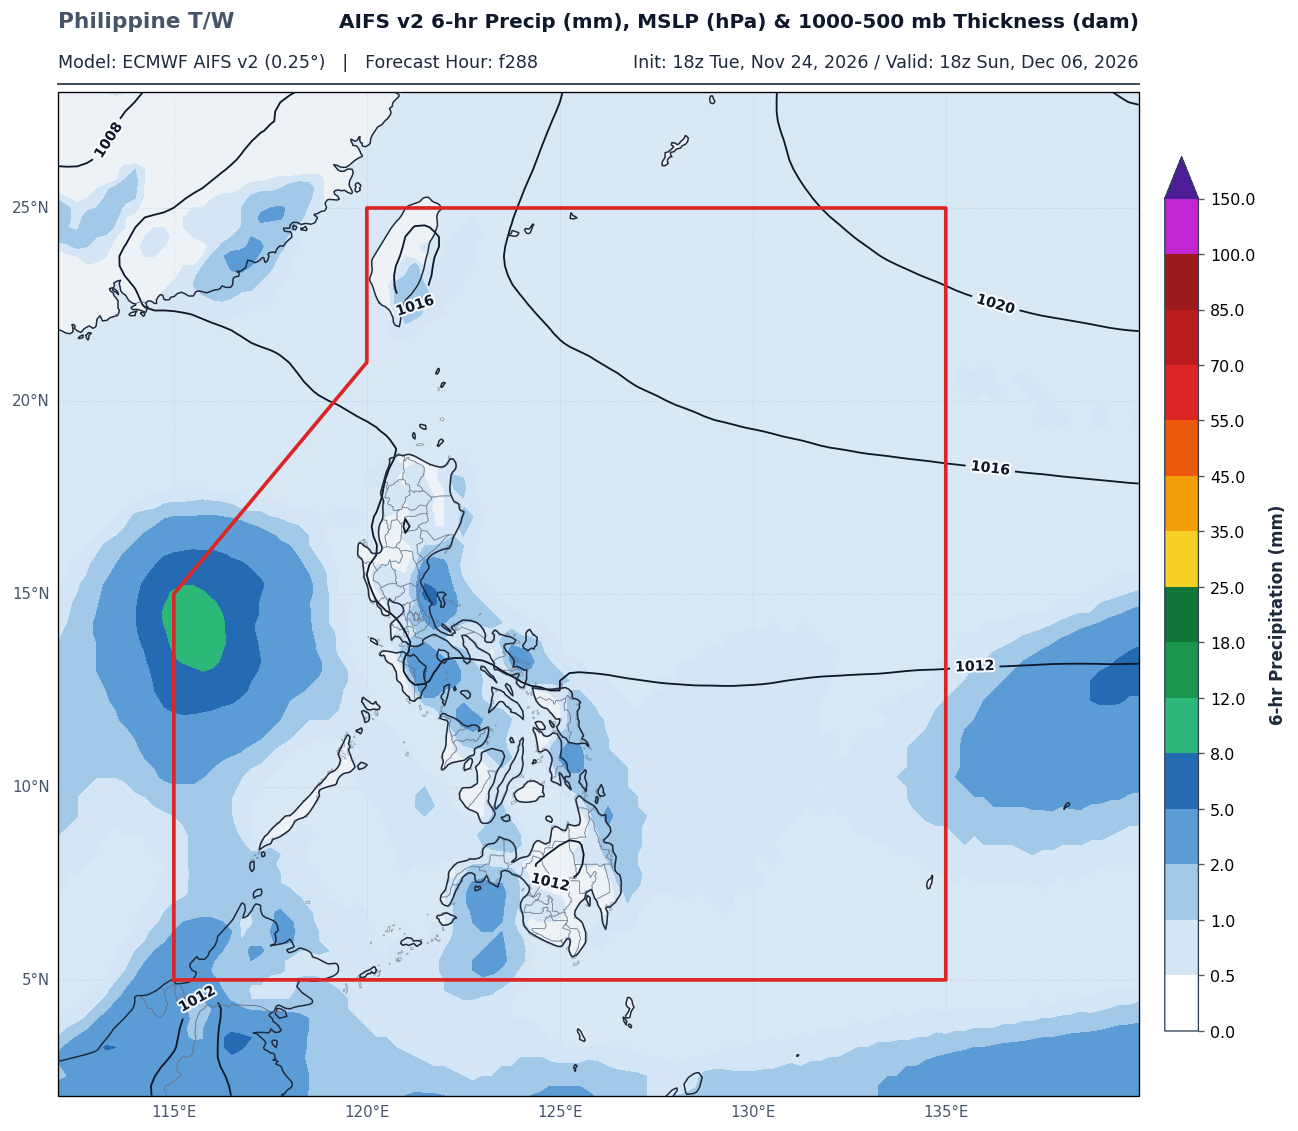 Philippine T/W
AIFS v2 6-hr Precip (mm), MSLP (hPa) & 1000-500 mb Thickness (dam)
Model: ECMWF AIFS v2 (0.25°)   |   Forecast Hour: f288
Init: 18z Tue, Nov 24, 2026 / Valid: 18z Sun, Dec 06, 2026
1008
1016
1020
1016
1012
1012
1012
25°N
20°N
15°N
10°N
5°N
115°E
120°E
125°E
130°E
135°E
150.0
100.0
85.0
70.0
55.0
45.0
35.0
25.0
18.0
12.0
8.0
5.0
2.0
1.0
0.5
0.0
6-hr Precipitation (mm)